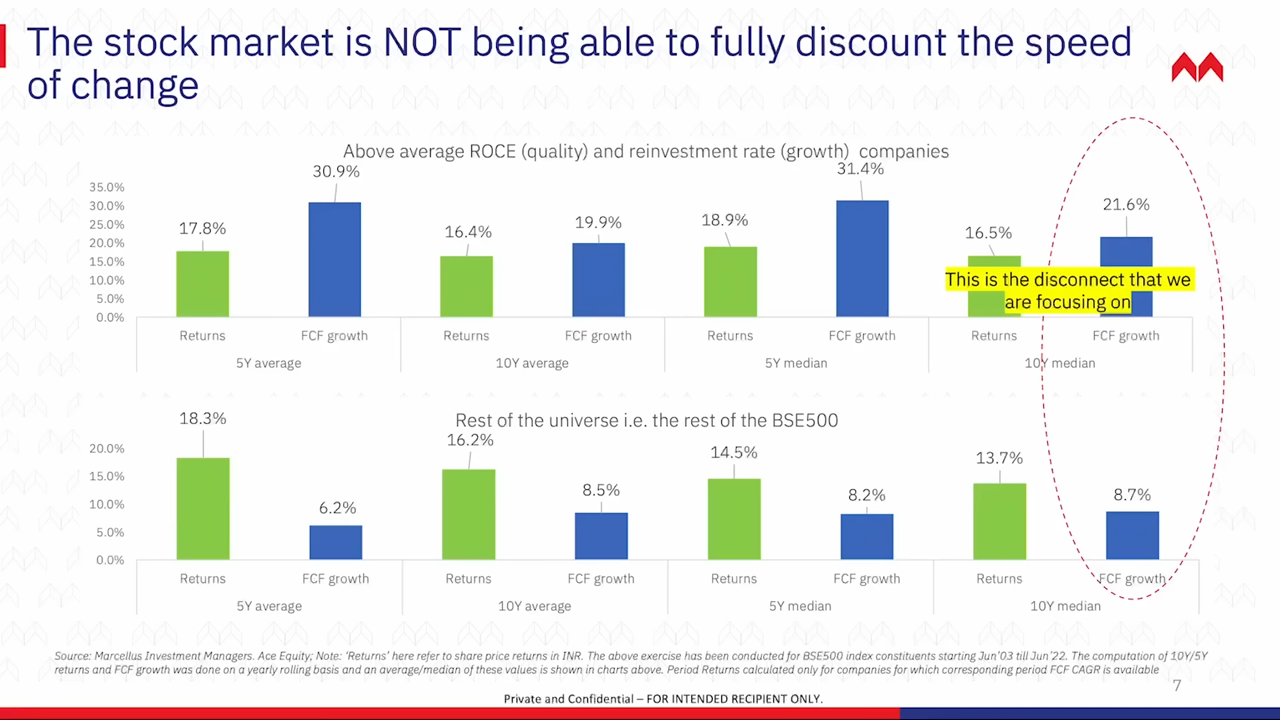 The stock market is NOT being able to fully discount the speed
of change
Above average ROCE (quality) and reinvestment rate (growth) companies
35.0%
30.0%
25.0%
20.0%
15.0%
10.0%
5.0%
0.0%
17.8%
30.9%
16.4%
19.9%
18.9%
31.4%
16.5%
21.6%
This is the disconnect that we
are focusing on
Returns FCF growth Returns FCF growth Returns FCF growth Returns FCF growth
5Y average 10Y average 5Y median 10Y median
Rest of the universe i.e. the rest of the BSE500
20.0%
15.0%
10.0%
5.0%
0.0%
18.3%
6.2%
16.2%
8.5%
14.5%
8.2%
13.7%
8.7%
Returns FCF growth Returns FCF growth Returns FCF growth Returns FCF growth
5Y average 10Y average 5Y median 10Y median
Source: Marcellus Investment Managers. Ace Equity; Note: 'Returns' here refer to share price returns in INR. The above exercise has been conducted for BSE500 index constituents starting Jun'03 till Jun'22. The computation of 10Y/5Y
returns and FCF growth was done on a yearly rolling basis and an average/median of these values is shown in charts above. Period Returns calculated only for companies for which corresponding period FCF CAGR is available
7
Private and Confidential – FOR INTENDED RECIPIENT ONLY.